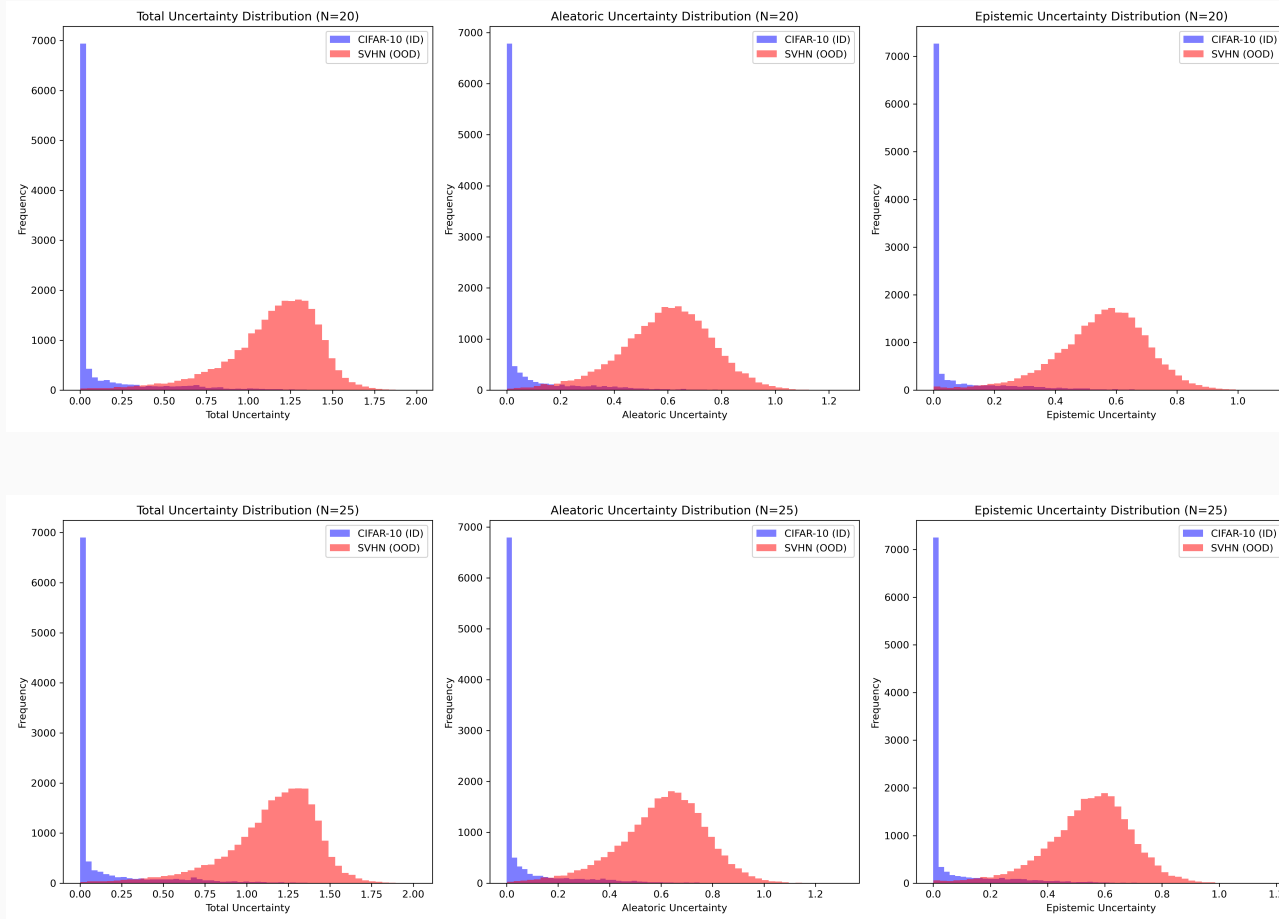 Total Uncertainty Distribution (N=20)
CIFAR-10 (ID)
SVHN (OOD)
Frequency
7000
6000
5000
4000
3000
2000
1000
0
0.00 0.25 0.50 0.75 1.00 1.25 1.50 1.75 2.00
Total Uncertainty
Aleatoric Uncertainty Distribution (N=20)
CIFAR-10 (ID)
SVHN (OOD)
Frequency
7000
6000
5000
4000
3000
2000
1000
0
0.0 0.2 0.4 0.6 0.8 1.0 1.2
Aleatoric Uncertainty
Epistemic Uncertainty Distribution (N=20)
CIFAR-10 (ID)
SVHN (OOD)
Frequency
7000
6000
5000
4000
3000
2000
1000
0
0.0 0.2 0.4 0.6 0.8 1.0
Epistemic Uncertainty
Total Uncertainty Distribution (N=25)
CIFAR-10 (ID)
SVHN (OOD)
Frequency
7000
6000
5000
4000
3000
2000
1000
0
0.00 0.25 0.50 0.75 1.00 1.25 1.50 1.75 2.00
Total Uncertainty
Aleatoric Uncertainty Distribution (N=25)
CIFAR-10 (ID)
SVHN (OOD)
Frequency
7000
6000
5000
4000
3000
2000
1000
0
0.0 0.2 0.4 0.6 0.8 1.0 1.2
Aleatoric Uncertainty
Epistemic Uncertainty Distribution (N=25)
CIFAR-10 (ID)
SVHN (OOD)
Frequency
7000
6000
5000
4000
3000
2000
1000
0
0.0 0.2 0.4 0.6 0.8 1.0
Epistemic Uncertainty